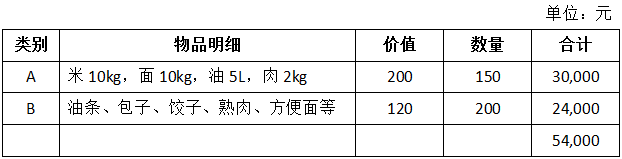 单位：元
类别 物品明细 价值 数量 合计
A 米 10kg，面 10kg，油 5L，肉 2kg 200 150 30,000
B 油条、包子、饺子、熟肉、方便面等 120 200 24,000
54,000